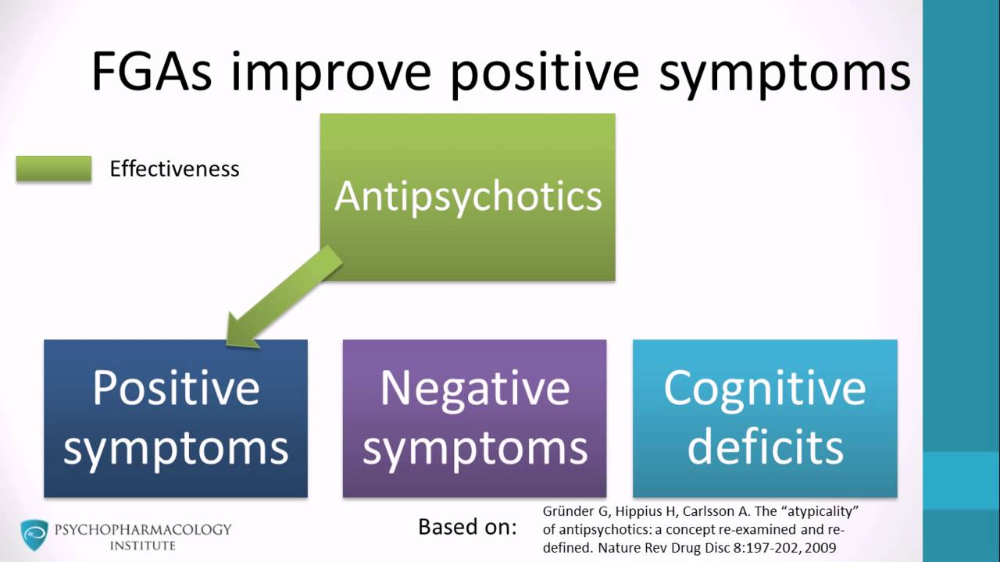 FGAs improve positive symptoms
Effectiveness
Antipsychotics
Positive
symptoms
Negative
symptoms
Cognitive
deficits
PSYCHOPHARMACOLOGY
INSTITUTE
Based on:
Gründer G, Hippius H, Carlsson A. The “atypicality”
of antipsychotics: a concept re-examined and re-
defined. Nature Rev Drug Disc 8:197-202, 2009